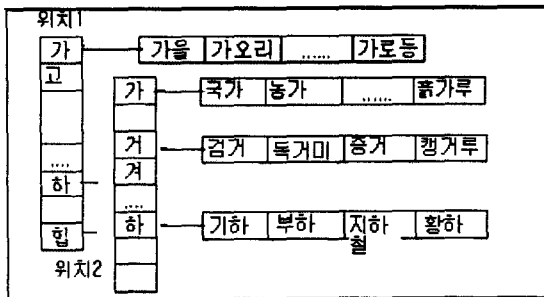 위치1
가 가을 가오리 ...... 가로등
고
가 국가 농가 ...... 흙가루
거 검거 독거미 증거 캥거루
....
겨
하
....
하 기하 부하 지하철 황하
힙
위치2